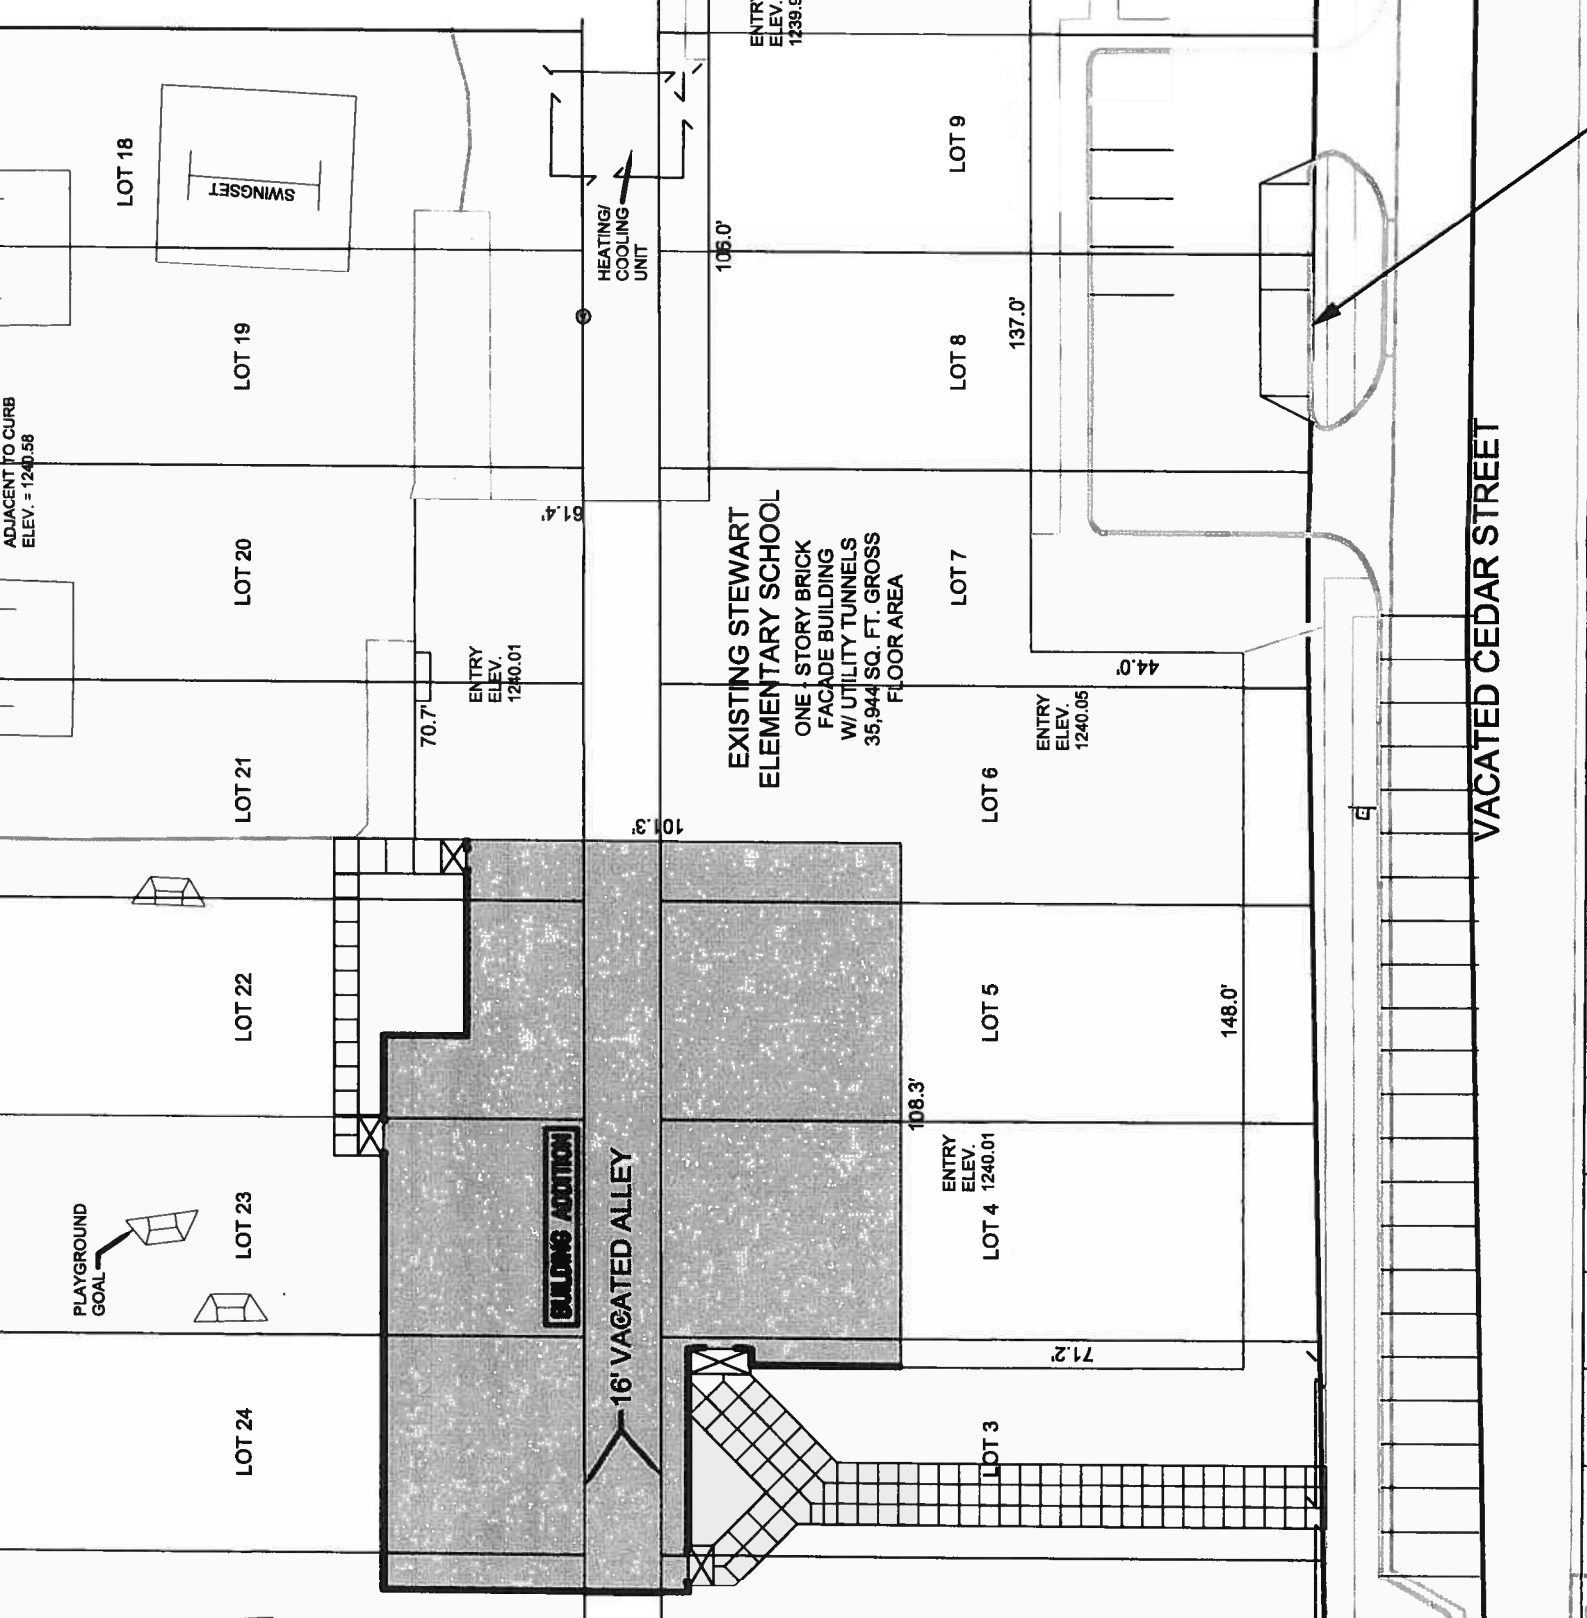 ENTRY
ELEV.
LOT 18
SWINGSET
LOT 9
HEATING/
COOLING
UNIT
106.0'
LOT 19
LOT 8
137.0'
ADJACENT TO CURB
ELEV. = 1240.58
61.4'
LOT 20
EXISTING STEWART
ELEMENTARY SCHOOL
ONE - STORY BRICK
FACADE BUILDING
W/ UTILITY TUNNELS
35,944 SQ. FT. GROSS
FLOOR AREA
LOT 7
VACATED CEDAR STREET
ENTRY
ELEV.
1240.01
70.7'
44.0'
ENTRY
ELEV.
1240.05
LOT 21
LOT 6
101.3'
E
LOT 22
LOT 5
148.0'
108.3'
ENTRY
ELEV.
1240.01
BUILDING ADDITION
16' VACATED ALLEY
PLAYGROUND
GOAL
LOT 23
LOT 4
71.2'
LOT 24
LOT 3